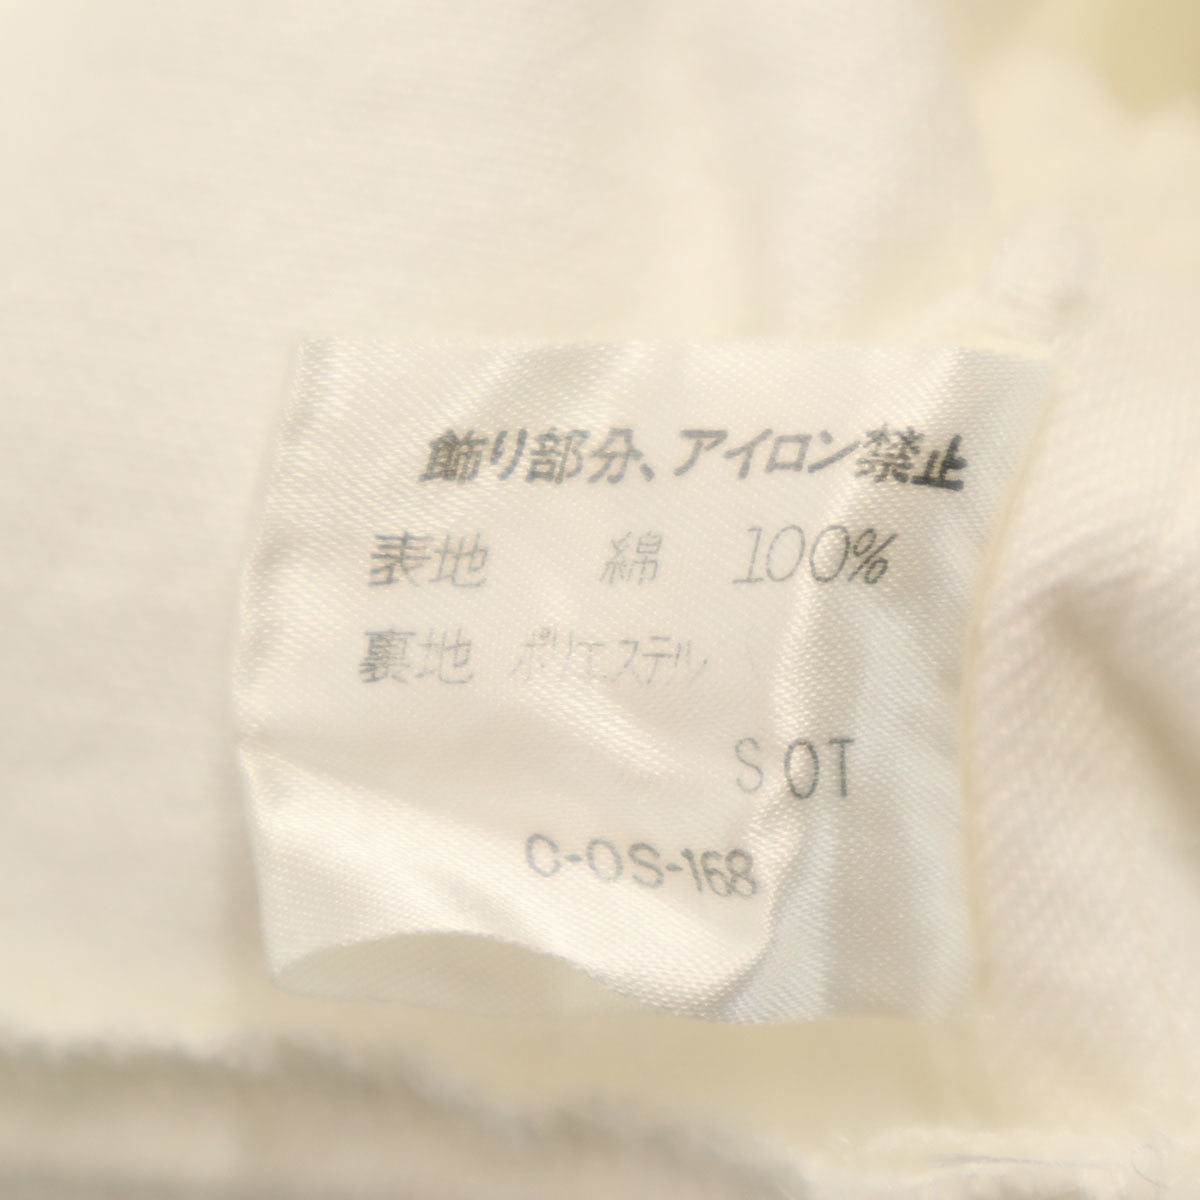 飾り部分、アイロン禁止
表地 綿 100%
裏地 ポリエステル
SOT
C-OS-168